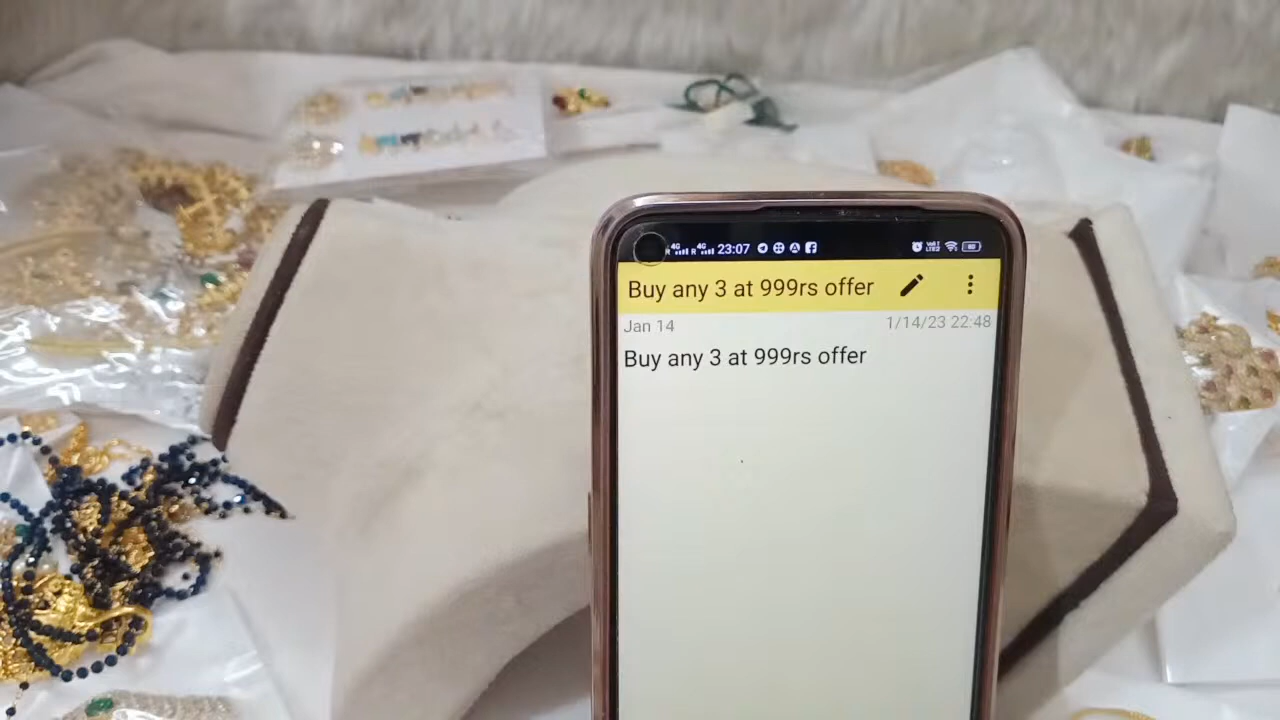 23:07
Buy any 3 at 999rs offer
Jan 14 1/14/23 22:48
Buy any 3 at 999rs offer